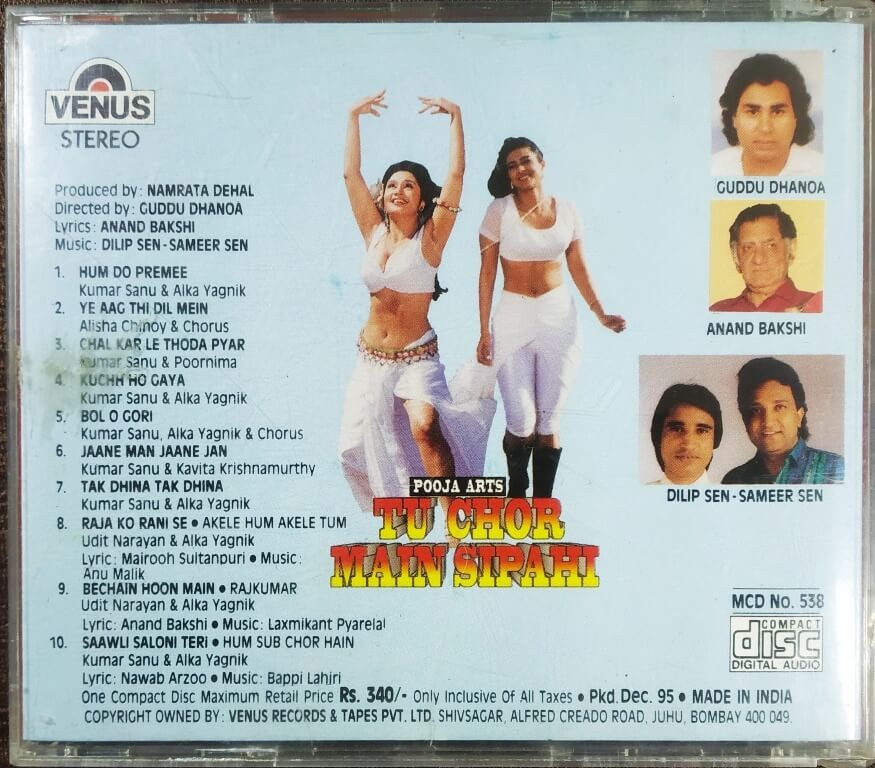 VENUS
STEREO
Produced by: NAMRATA DEHAL
Directed by: GUDDU DHANOA
Lyrics: ANAND BAKSHI
Music: DILIP SEN-SAMEER SEN
1. HUM DO PREMEE
Kumar Sanu & Alka Yagnik
2. YE AAG THI DIL MEIN
Alisha Chinoy & Chorus
3. CHAL KAR LE THODA PYAR
Kumar Sanu & Poornima
4. KUCHH HO GAYA
Kumar Sanu & Alka Yagnik
5. BOL O GORI
Kumar Sanu, Alka Yagnik & Chorus
6. JAANE MAN JAANE JAN
Kumar Sanu & Kavita Krishnamurthy
7. TAK DHINA TAK DHINA
Kumar Sanu & Alka Yagnik
8. RAJA KO RANI SE • AKELE HUM AKELE TUM
Udit Narayan & Alka Yagnik
Lyric: Mairooh Sultanpuri • Music:
Anu Malik
9. BECHAIN HOON MAIN • RAJKUMAR
Udit Narayan & Alka Yagnik
Lyric: Anand Bakshi • Music: Laxmikant Pyarelal
10. SAAWLI SALONI TERI • HUM SUB CHOR HAIN
Kumar Sanu & Alka Yagnik
Lyric: Nawab Arzoo • Music: Bappi Lahiri
GUDDU DHANOA
ANAND BAKSHI
DILIP SEN-SAMEER SEN
POOJA ARTS
TU CHOR
MAIN SIPAHI
MCD No. 538
COMPACT
disc
DIGITAL AUDIO
One Compact Disc Maximum Retail Price Rs. 340/- Only Inclusive Of All Taxes • Pkd. Dec. 95 • MADE IN INDIA
COPYRIGHT OWNED BY: VENUS RECORDS & TAPES PVT. LTD. SHIVSAGAR, ALFRED CREADO ROAD, JUHU, BOMBAY 400 049.